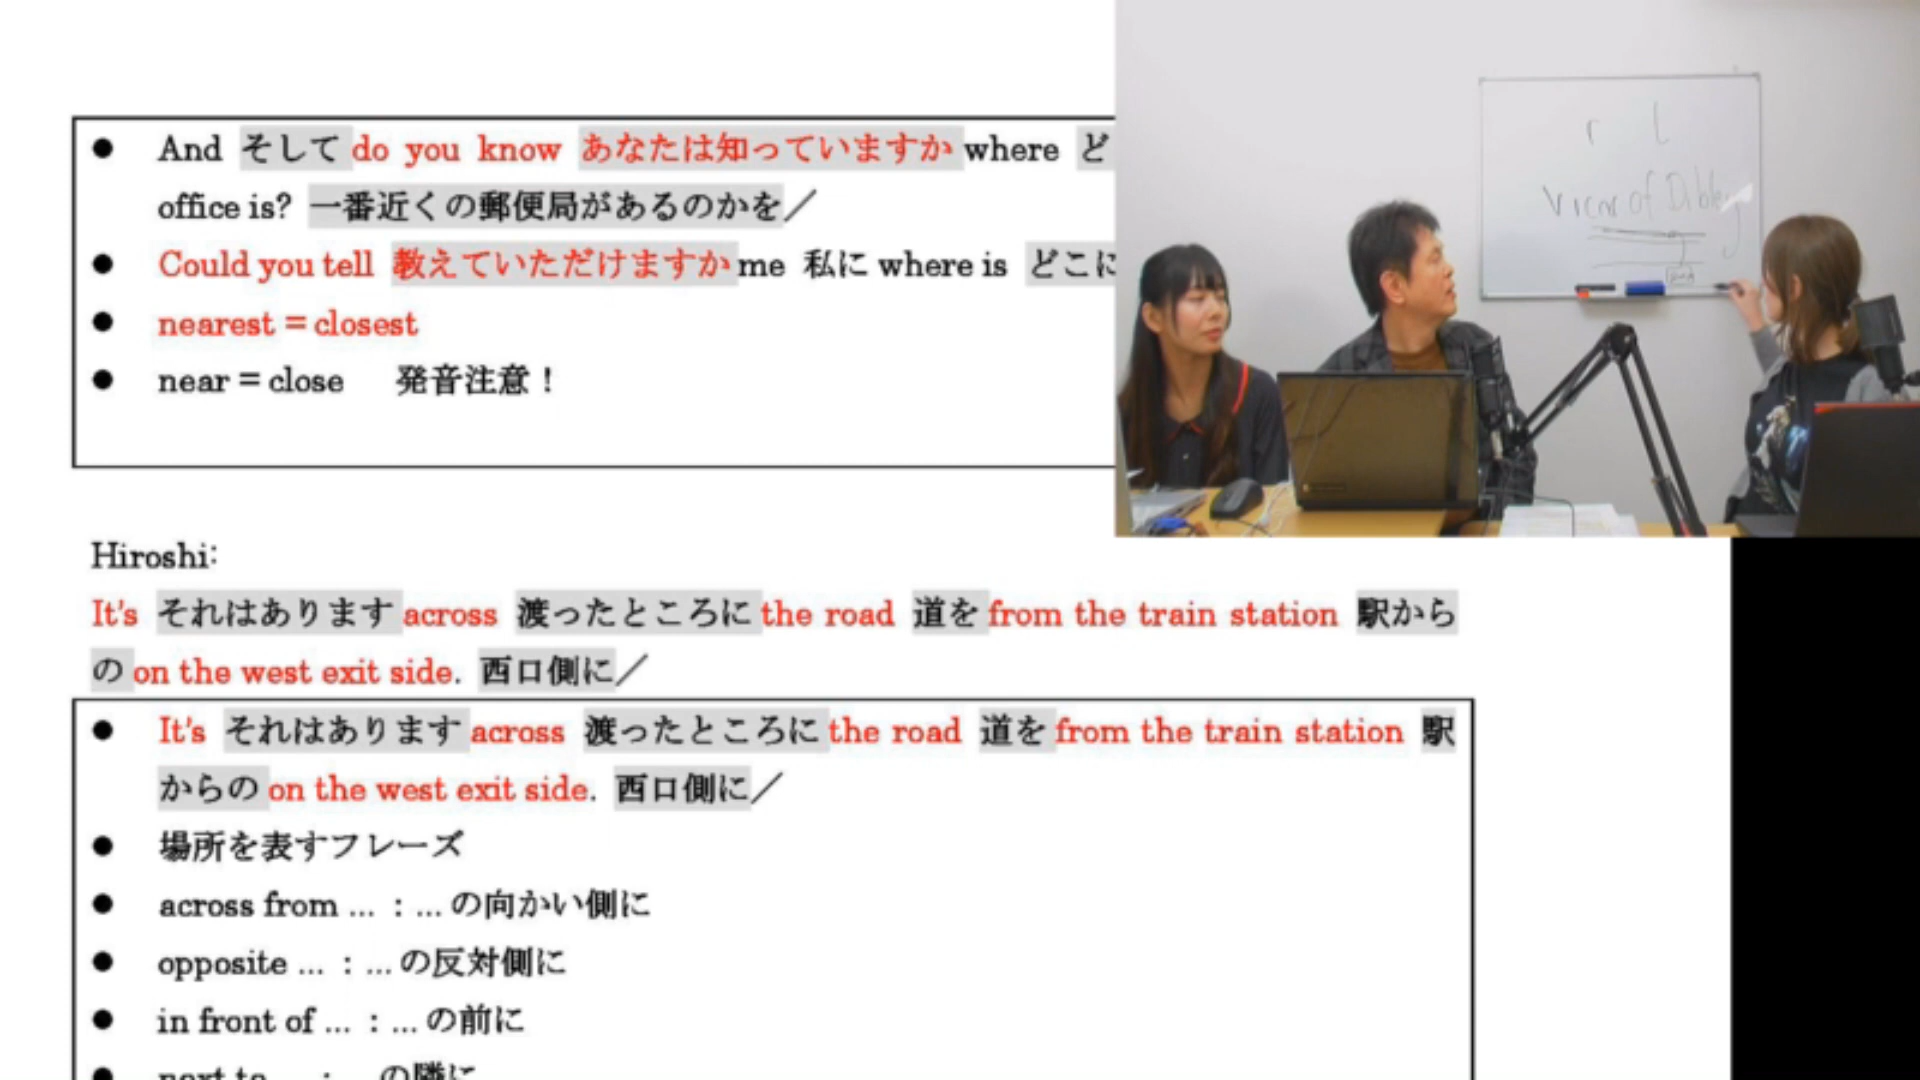 ● And そして do you know あなたは知っていますか where ど
office is? 一番近くの郵便局があるのかを／
● Could you tell 教えていただけますか me 私に where is どこに
● nearest = closest
● near = close 発音注意！
r l
Vicar of Dibley
Hiroshi:
It's それはあります across 渡ったところに the road 道を from the train station 駅から
の on the west exit side. 西口側に／
● It's それはあります across 渡ったところに the road 道を from the train station 駅
からの on the west exit side. 西口側に／
● 場所を表すフレーズ
● across from ... : ... の向かい側に
● opposite ... : ... の反対側に
● in front of ... : ... の前に
● next to ... : ... の隣に